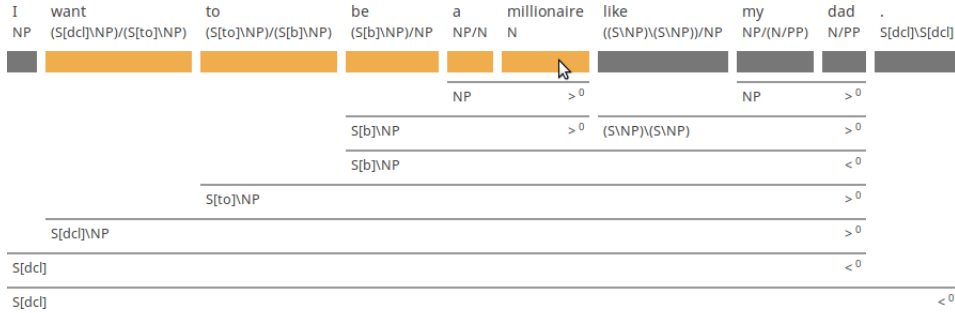 I want to be a millionaire like my dad .
NP (S[dcl]\NP)/(S[to]\NP) (S[to]\NP)/(S[b]\NP) (S[b]\NP)/NP NP/N N ((S\NP)\(S\NP))/NP NP/(N/PP) N/PP S[dcl]\S[dcl]
NP > 0 NP > 0
S[b]\NP > 0 (S\NP)\(S\NP) > 0
S[b]\NP < 0
S[to]\NP > 0
S[dcl]\NP > 0
S[dcl] < 0
S[dcl] < 0